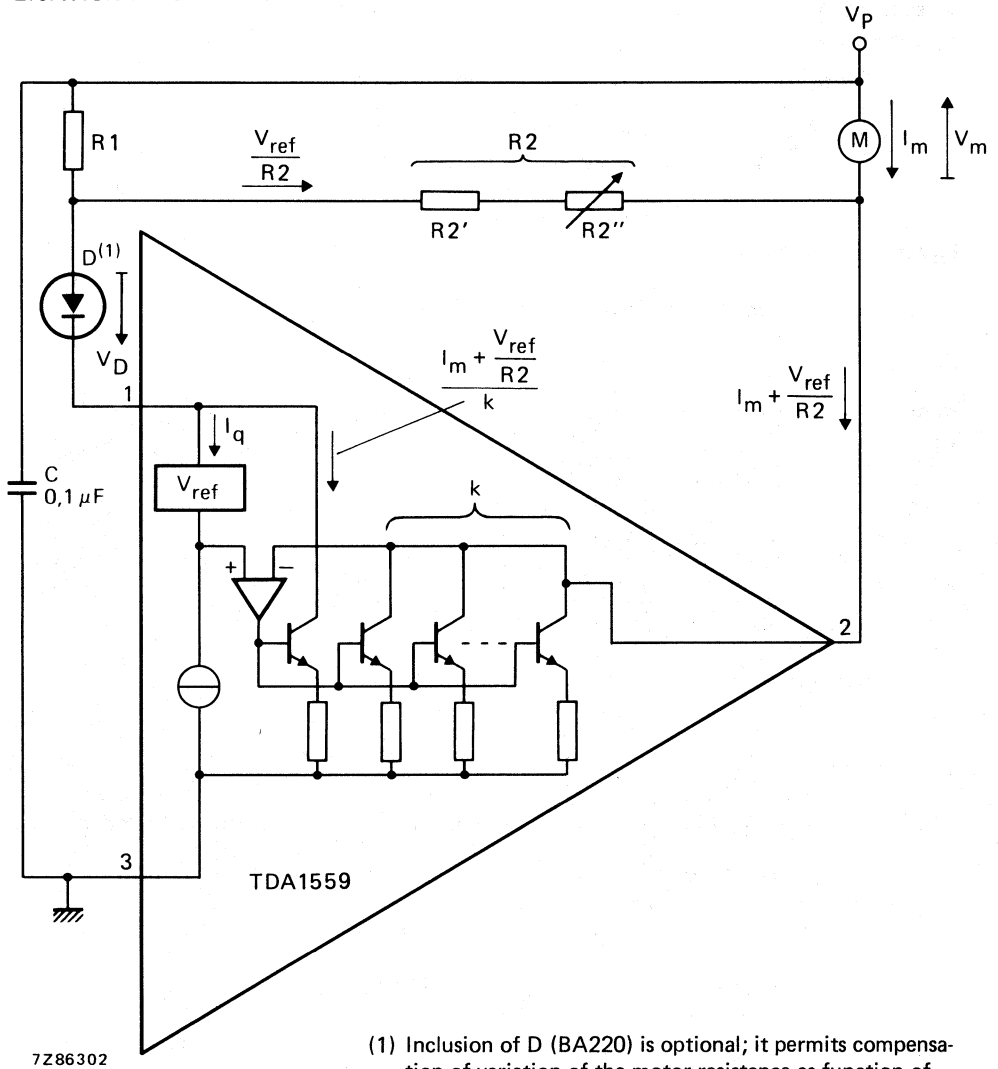 V_P
R1
V_ref/R2
R2
M
I_m
V_m
R2'
R2''
D(1)
V_D
(I_m + V_ref/R2)/k
I_m + V_ref/R2
1
I_q
V_ref
C
0,1 µF
k
+
−
2
3
TDA1559
7Z86302
(1) Inclusion of D (BA220) is optional; it permits compensa-
tion of variation of the motor resistance as function of